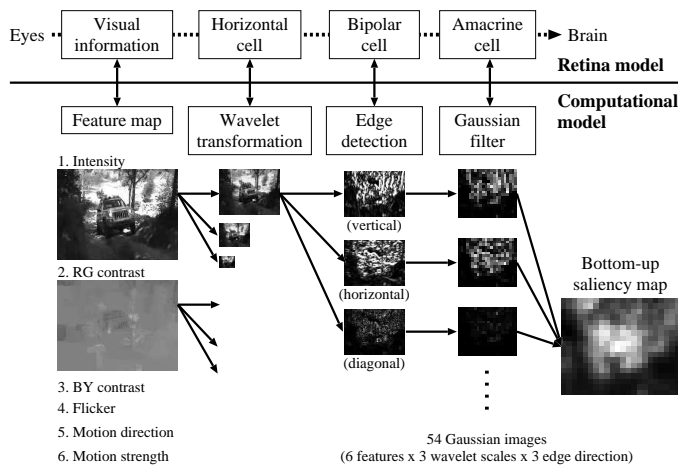 Eyes
Visual
information
Horizontal
cell
Bipolar
cell
Amacrine
cell
Brain
Retina model
Computational
model
Feature map
Wavelet
transformation
Edge
detection
Gaussian
filter
1. Intensity
(vertical)
2. RG contrast
(horizontal)
Bottom-up
saliency map
(diagonal)
3. BY contrast
4. Flicker
5. Motion direction
6. Motion strength
54 Gaussian images
(6 features x 3 wavelet scales x 3 edge direction)